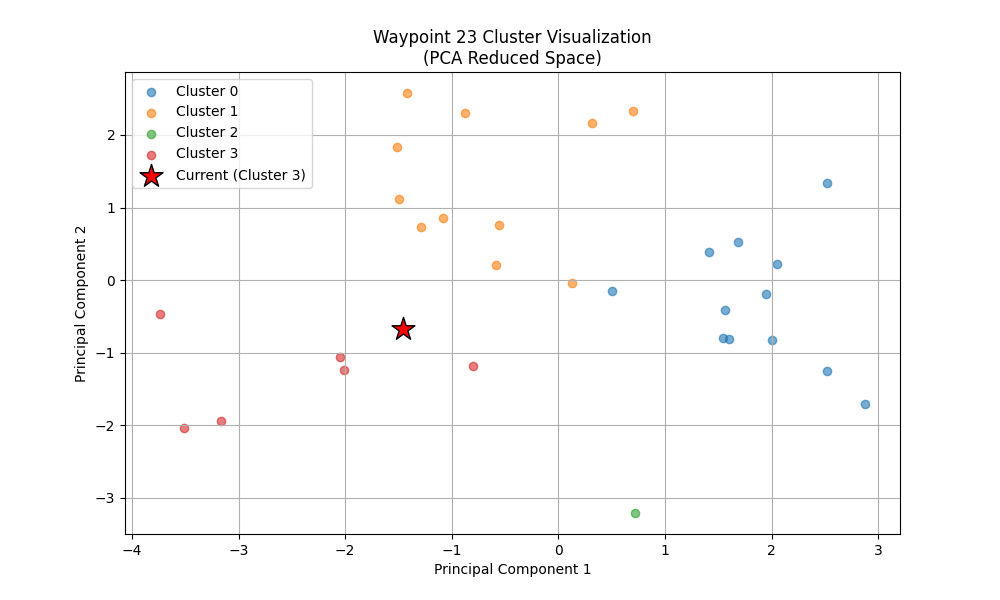 Waypoint 23 Cluster Visualization
(PCA Reduced Space)
Cluster 0
Cluster 1
Cluster 2
Cluster 3
Current (Cluster 3)
Principal Component 2
2
1
0
−1
−2
−3
−4 −3 −2 −1 0 1 2 3
Principal Component 1